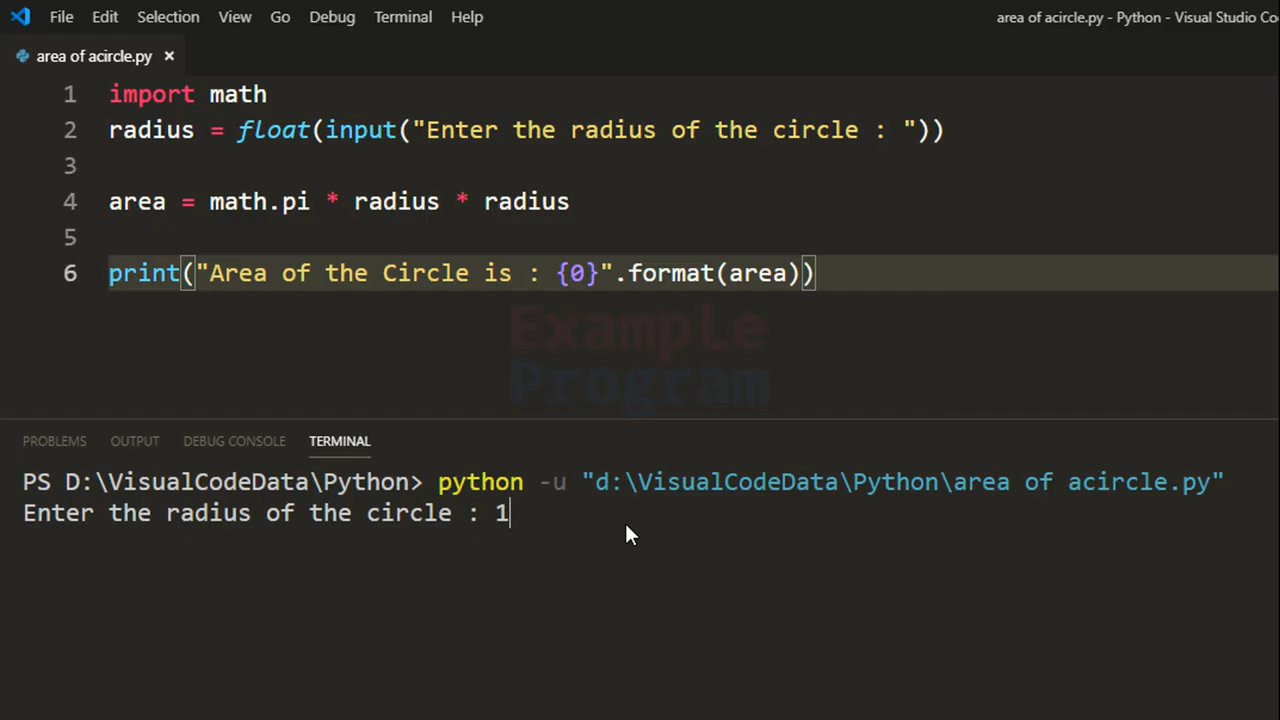 File Edit Selection View Go Debug Terminal Help area of acircle.py - Python - Visual Studio Co
area of acircle.py ×
1 import math
2 radius = float(input("Enter the radius of the circle : "))
3
4 area = math.pi * radius * radius
5
6 print("Area of the Circle is : {0}".format(area))
Example
Program
PROBLEMS OUTPUT DEBUG CONSOLE TERMINAL
PS D:\VisualCodeData\Python> python -u "d:\VisualCodeData\Python\area of acircle.py"
Enter the radius of the circle : 1